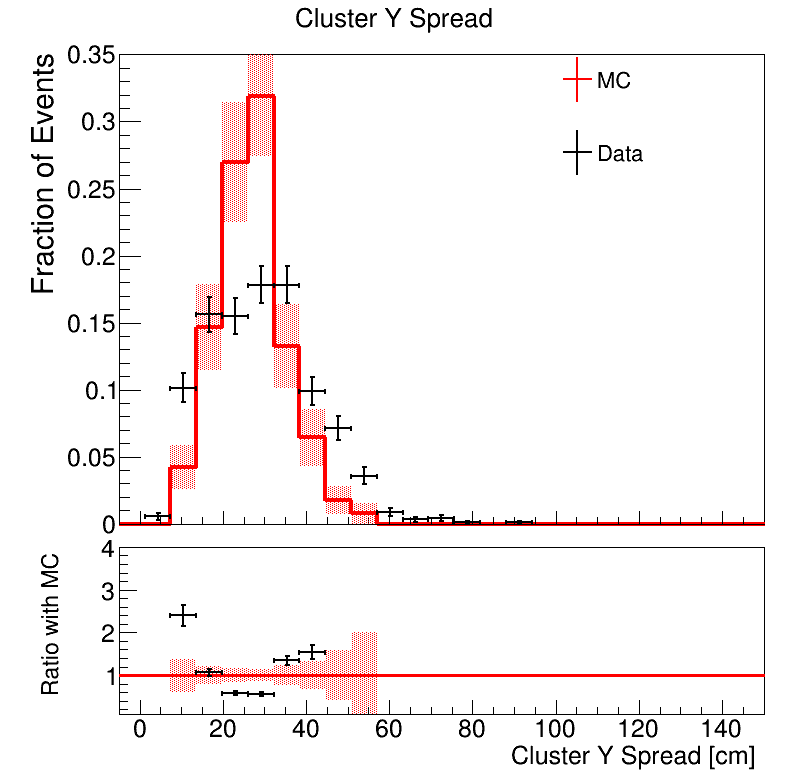 Cluster Y Spread
Fraction of Events
0.35
0.3
0.25
0.2
0.15
0.1
0.05
0
MC
Data
Ratio with MC
4
3
2
1
0 20 40 60 80 100 120 140
Cluster Y Spread [cm]